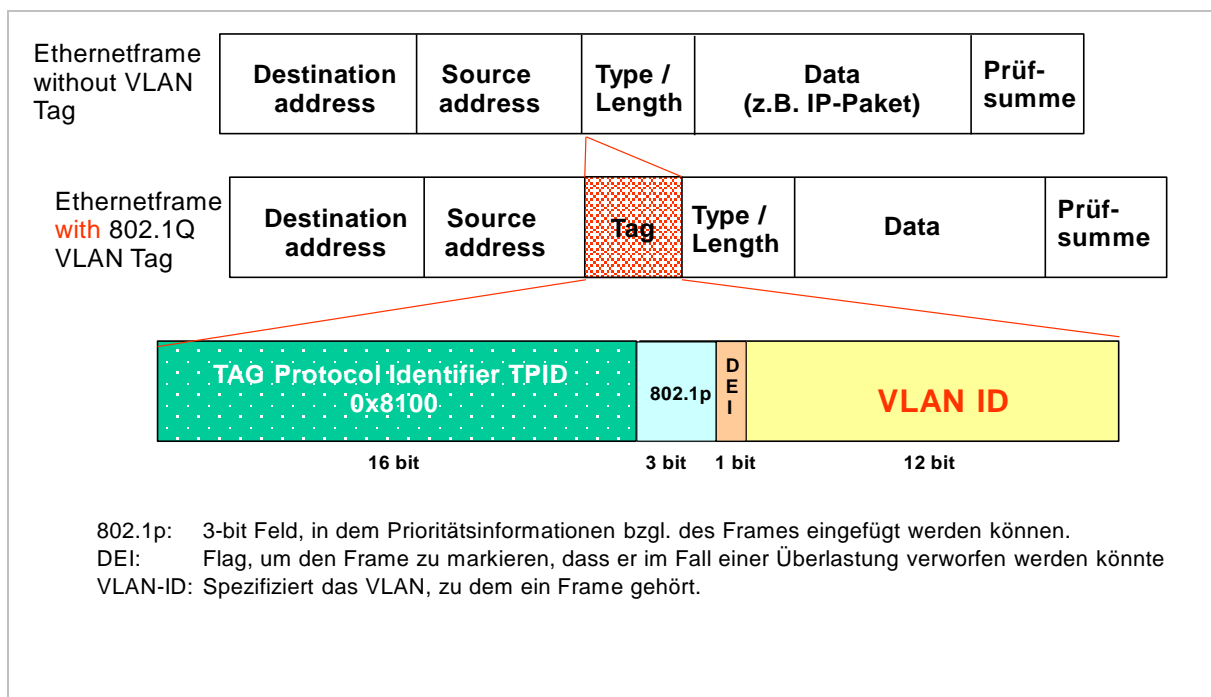 Ethernetframe
without VLAN
Tag
Destination
address
Source
address
Type /
Length
Data
(z.B. IP-Paket)
Prüf-
summe
Ethernetframe
with 802.1Q
VLAN Tag
Destination
address
Source
address
Tag
Type /
Length
Data
Prüf-
summe
TAG Protocol Identifier TPID
0x8100
802.1p
D
E
I
VLAN ID
16 bit
3 bit
1 bit
12 bit
802.1p: 3-bit Feld, in dem Prioritätsinformationen bzgl. des Frames eingefügt werden können.
DEI: Flag, um den Frame zu markieren, dass er im Fall einer Überlastung verworfen werden könnte
VLAN-ID: Spezifiziert das VLAN, zu dem ein Frame gehört.